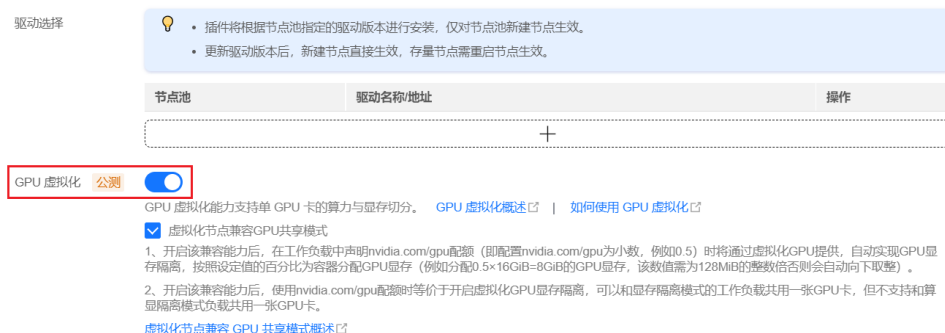 驱动选择
• 插件将根据节点池指定的驱动版本进行安装，仅对节点池新建节点生效。
• 更新驱动版本后，新建节点直接生效，存量节点需重启节点生效。
节点池 驱动名称/地址 操作
GPU 虚拟化 公测
GPU 虚拟化能力支持单 GPU 卡的算力与显存切分。 GPU 虚拟化概述 | 如何使用 GPU 虚拟化
虚拟化节点兼容GPU共享模式
1、开启该兼容能力后，在工作负载中声明nvidia.com/gpu配额（即配置nvidia.com/gpu为小数，例如0.5）时将通过虚拟化GPU提供，自动实现GPU显
存隔离，按照设定值的百分比为容器分配GPU显存（例如分配0.5×16GiB=8GiB的GPU显存，该数值需为128MiB的整数倍否则会自动向下取整）。
2、开启该兼容能力后，使用nvidia.com/gpu配额时等价于开启虚拟化GPU显存隔离，可以和显存隔离模式的工作负载共用一张GPU卡，但不支持和算
显隔离模式负载共用一张GPU卡。
虚拟化节点兼容 GPU 共享模式概述